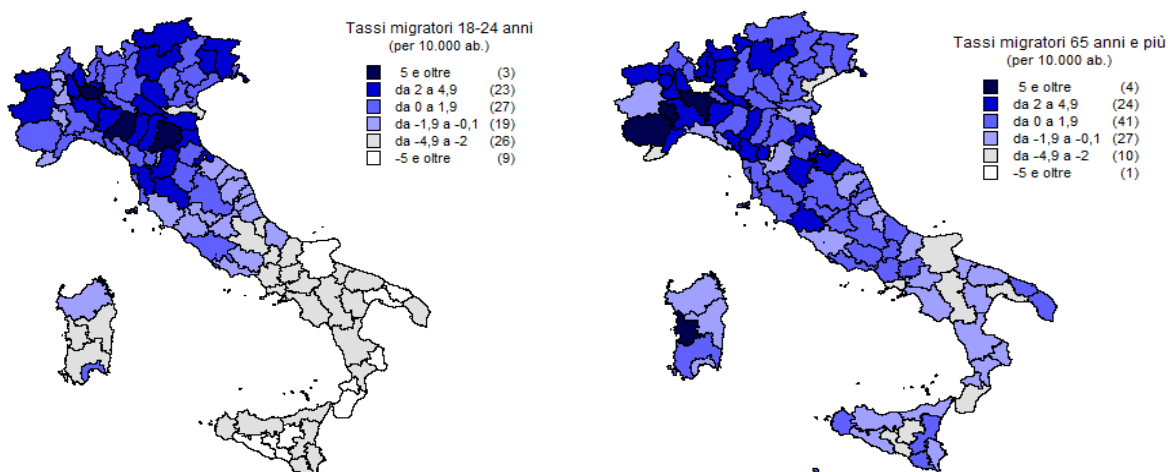 Tassi migratori 18-24 anni
(per 10.000 ab.)
5 e oltre (3)
da 2 a 4,9 (23)
da 0 a 1,9 (27)
da -1,9 a -0,1 (19)
da -4,9 a -2 (26)
-5 e oltre (9)
Tassi migratori 65 anni e più
(per 10.000 ab.)
5 e oltre (4)
da 2 a 4,9 (24)
da 0 a 1,9 (41)
da -1,9 a -0,1 (27)
da -4,9 a -2 (10)
-5 e oltre (1)